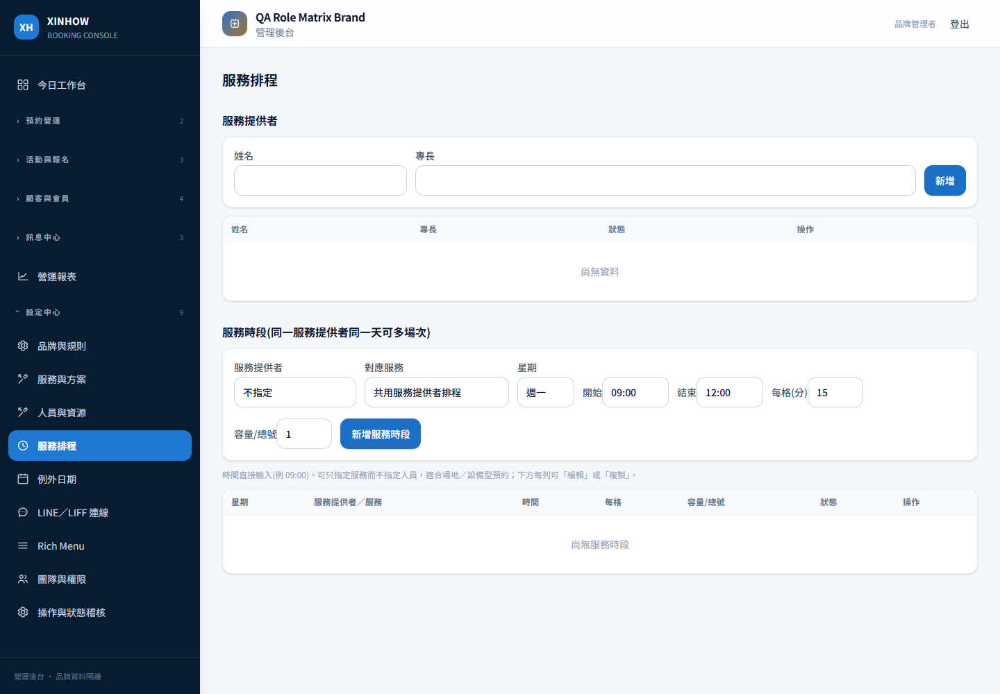 XH
XINHOW
BOOKING CONSOLE
今日工作台
預約營運 2
活動與報名 3
顧客與會員 4
訊息中心 3
營運報表
設定中心 9
品牌與規則
服務與方案
人員與資源
服務排程
例外日期
LINE／LIFF 連線
Rich Menu
團隊與權限
操作與狀態稽核
營運後台 · 品牌資料隔離
QA Role Matrix Brand
管理後台
品牌管理者 登出
服務排程
服務提供者
姓名 專長
新增
姓名 專長 狀態 操作
尚無資料
服務時段(同一服務提供者同一天可多場次)
服務提供者 對應服務 星期
不指定 共用服務提供者排程 週一 開始 09:00 結束 12:00 每格(分) 15
容量/總號 1 新增服務時段
時間直接輸入(例 09:00)。可只指定服務而不指定人員，適合場地／設備型預約；下方每列可「編輯」或「複製」。
星期 服務提供者／服務 時間 每格 容量/總號 狀態 操作
尚無服務時段